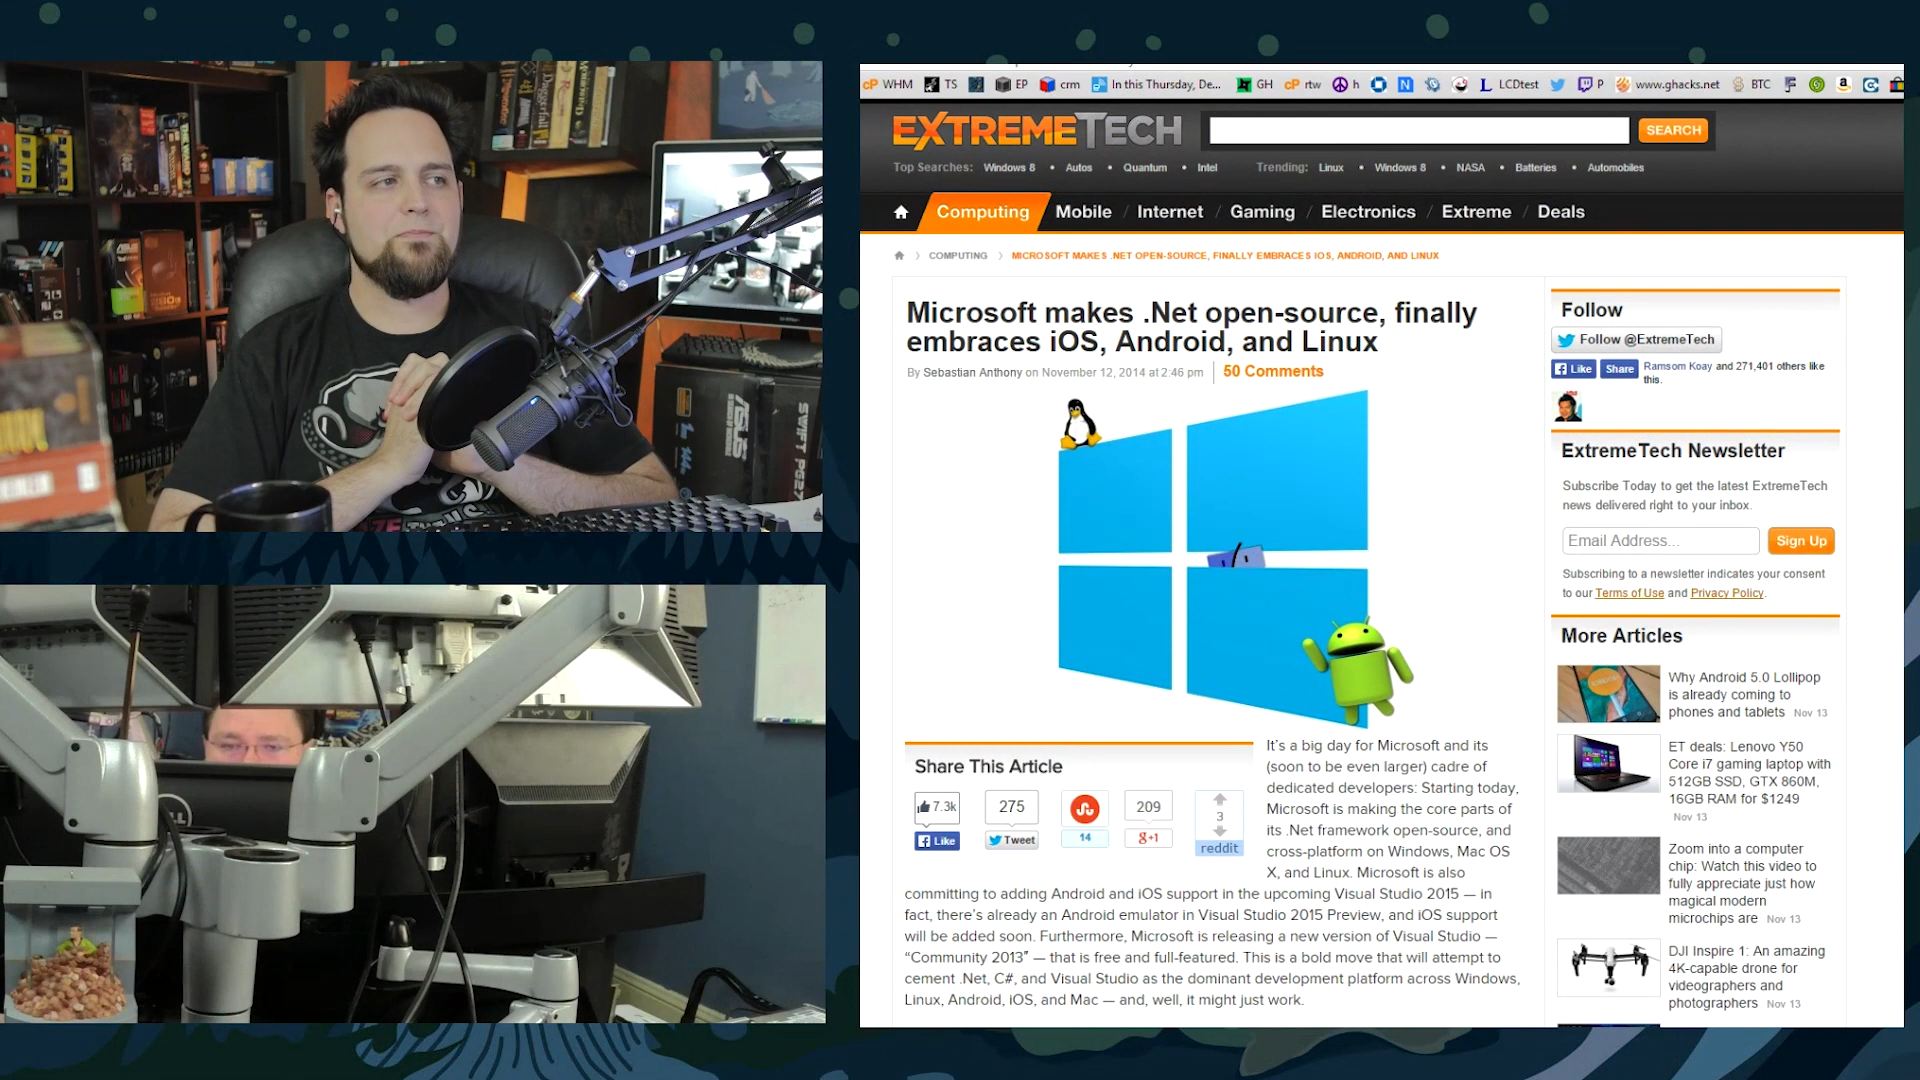 WHM
TS
EP
crm
In this Thursday, De...
GH
rtw
h
LCDtest
P
www.ghacks.net
BTC
EXTREMETECH
SEARCH
Top Searches: Windows 8 • Autos • Quantum • Intel Trending: Linux • Windows 8 • NASA • Batteries • Automobiles
Computing Mobile / Internet / Gaming / Electronics / Extreme / Deals
COMPUTING
MICROSOFT MAKES .NET OPEN-SOURCE, FINALLY EMBRACES IOS, ANDROID, AND LINUX
Microsoft makes .Net open-source, finally
embraces iOS, Android, and Linux
By Sebastian Anthony on November 12, 2014 at 2:46 pm
50 Comments
Share This Article
7.3k
Like
275
Tweet
14
209
g+1
3
reddit
It's a big day for Microsoft and its
(soon to be even larger) cadre of
dedicated developers: Starting today,
Microsoft is making the core parts of
its .Net framework open-source, and
cross-platform on Windows, Mac OS
X, and Linux. Microsoft is also
committing to adding Android and iOS support in the upcoming Visual Studio 2015 — in
fact, there's already an Android emulator in Visual Studio 2015 Preview, and iOS support
will be added soon. Furthermore, Microsoft is releasing a new version of Visual Studio —
“Community 2013″ — that is free and full-featured. This is a bold move that will attempt to
cement .Net, C#, and Visual Studio as the dominant development platform across Windows,
Linux, Android, iOS, and Mac — and, well, it might just work.
Follow
Follow @ExtremeTech
Like
Share
Ramsom Koay and 271,401 others like
this.
ExtremeTech Newsletter
Subscribe Today to get the latest ExtremeTech
news delivered right to your inbox.
Email Address...
Sign Up
Subscribing to a newsletter indicates your consent
to our Terms of Use and Privacy Policy.
More Articles
Why Android 5.0 Lollipop
is already coming to
phones and tablets Nov 13
ET deals: Lenovo Y50
Core i7 gaming laptop with
512GB SSD, GTX 860M,
16GB RAM for $1249
Nov 13
Zoom into a computer
chip: Watch this video to
fully appreciate just how
magical modern
microchips are Nov 13
DJI Inspire 1: An amazing
4K-capable drone for
videographers and
photographers Nov 13
Daggerfall
ASUS
SWIFT PG27
DELL